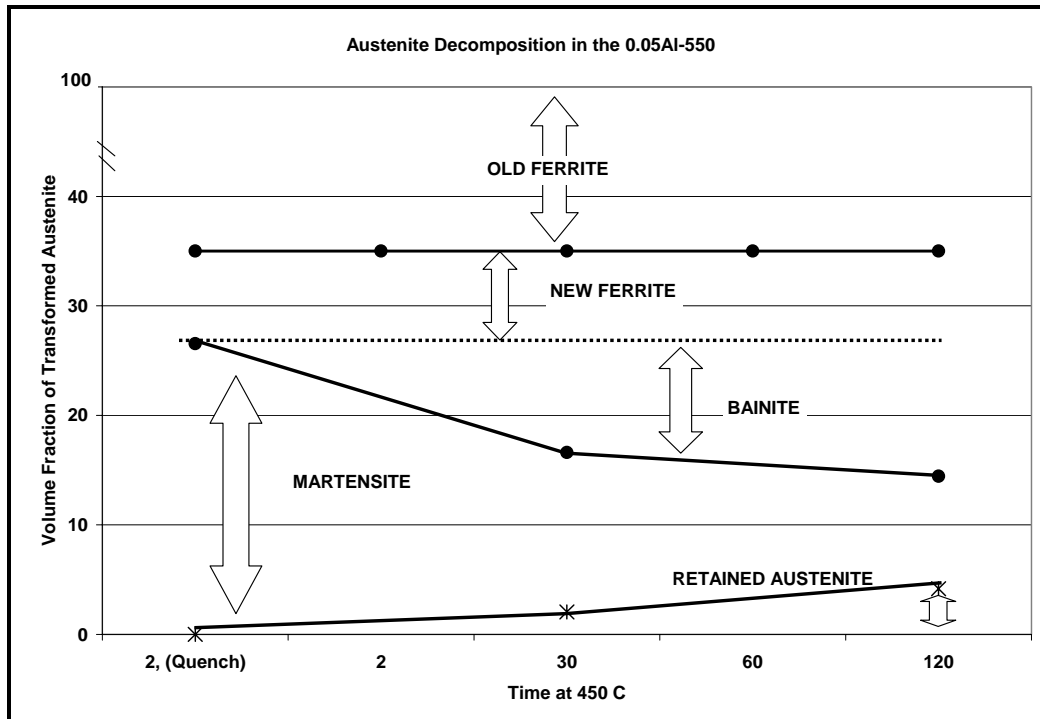 Austenite Decomposition in the 0.05Al-550
Volume Fraction of Transformed Austenite
100
40
30
20
10
0
OLD FERRITE
NEW FERRITE
BAINITE
MARTENSITE
RETAINED AUSTENITE
2, (Quench)
2
30
60
120
Time at 450 C